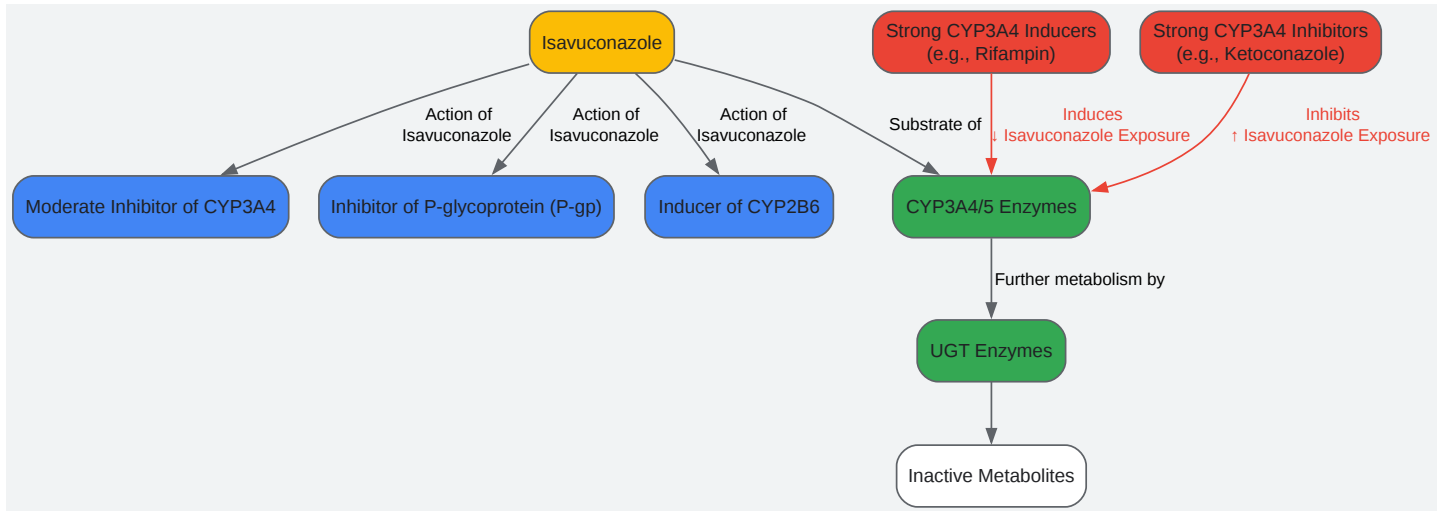 Isavuconazole
Strong CYP3A4 Inducers
(e.g., Rifampin)
Strong CYP3A4 Inhibitors
(e.g., Ketoconazole)
Action of
Isavuconazole
Action of
Isavuconazole
Action of
Isavuconazole
Substrate of
Induces
↓ Isavuconazole Exposure
Inhibits
↑ Isavuconazole Exposure
Moderate Inhibitor of CYP3A4
Inhibitor of P-glycoprotein (P-gp)
Inducer of CYP2B6
CYP3A4/5 Enzymes
Further metabolism by
UGT Enzymes
Inactive Metabolites